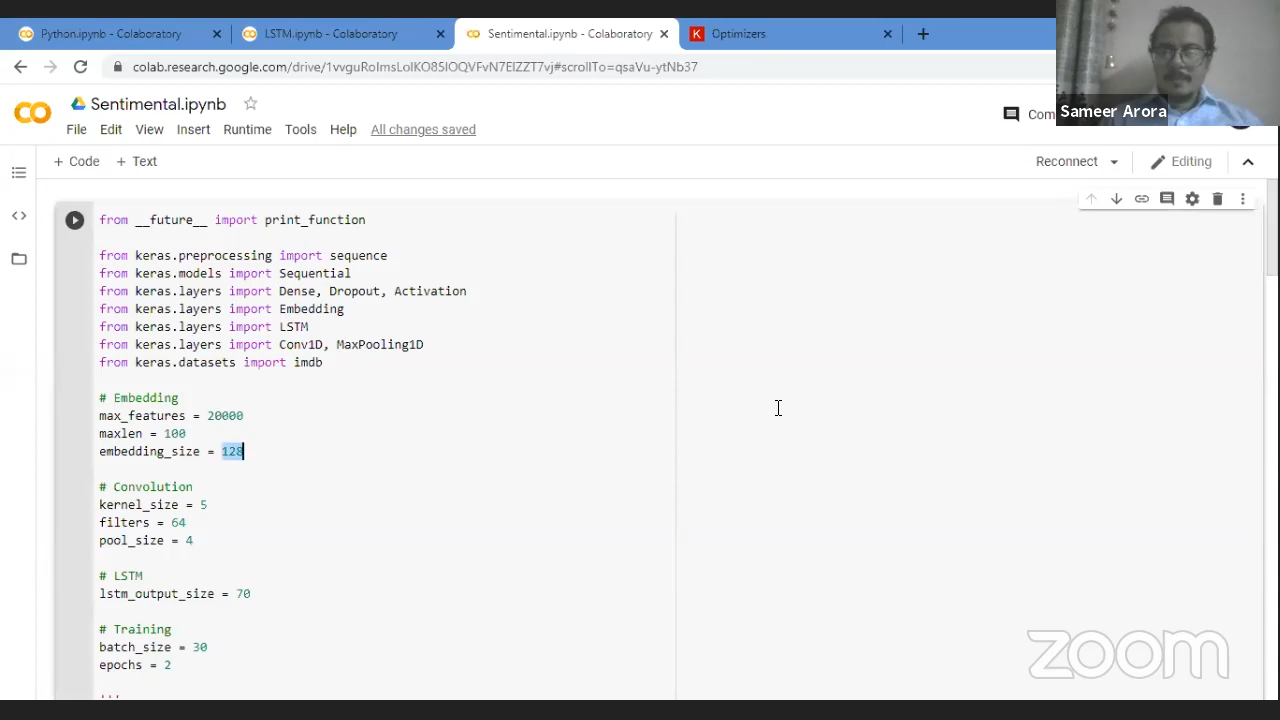 Python.ipynb - Colaboratory
LSTM.ipynb - Colaboratory
Sentimental.ipynb - Colaboratory
K Optimizers
colab.research.google.com/drive/1vvguRoImsLolKO85IOQVFvN7EIZZT7vj#scrollTo=qsaVu-ytNb37
Sameer Arora
Sentimental.ipynb
File Edit View Insert Runtime Tools Help All changes saved
Com
+ Code + Text
Reconnect
Editing
from __future__ import print_function
from keras.preprocessing import sequence
from keras.models import Sequential
from keras.layers import Dense, Dropout, Activation
from keras.layers import Embedding
from keras.layers import LSTM
from keras.layers import Conv1D, MaxPooling1D
from keras.datasets import imdb
# Embedding
max_features = 20000
maxlen = 100
embedding_size = 128
# Convolution
kernel_size = 5
filters = 64
pool_size = 4
# LSTM
lstm_output_size = 70
# Training
batch_size = 30
epochs = 2
'''
zoom